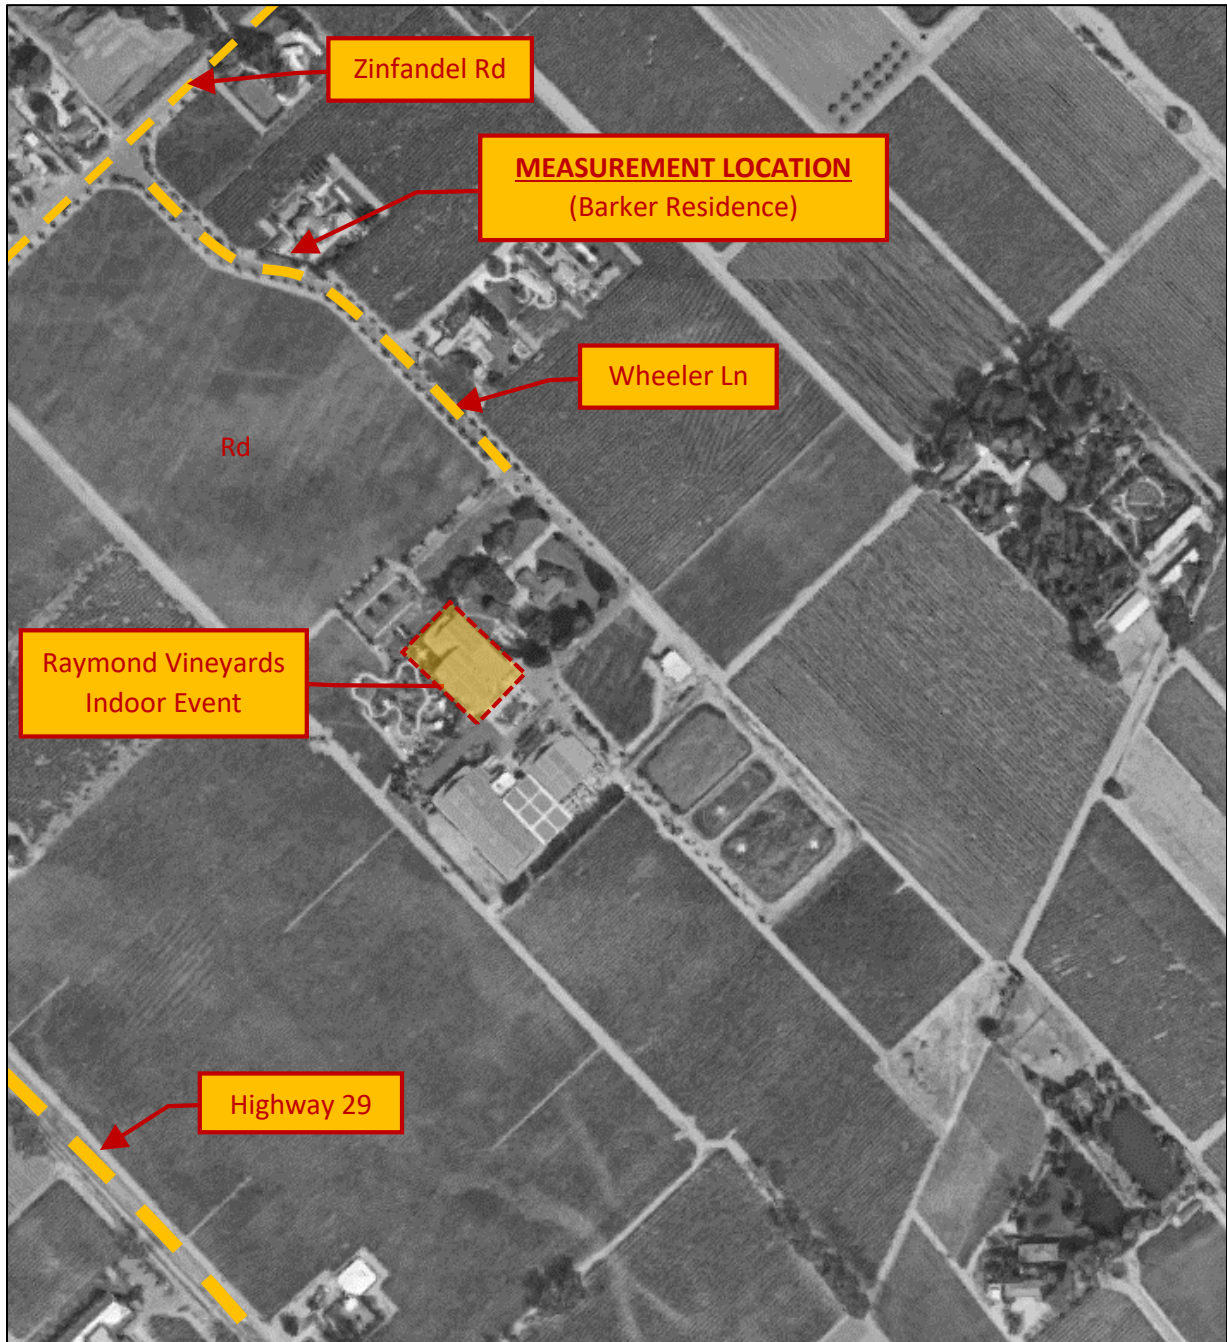 Zinfandel Rd
MEASUREMENT LOCATION
(Barker Residence)
Wheeler Ln
Rd
Raymond Vineyards
Indoor Event
Highway 29